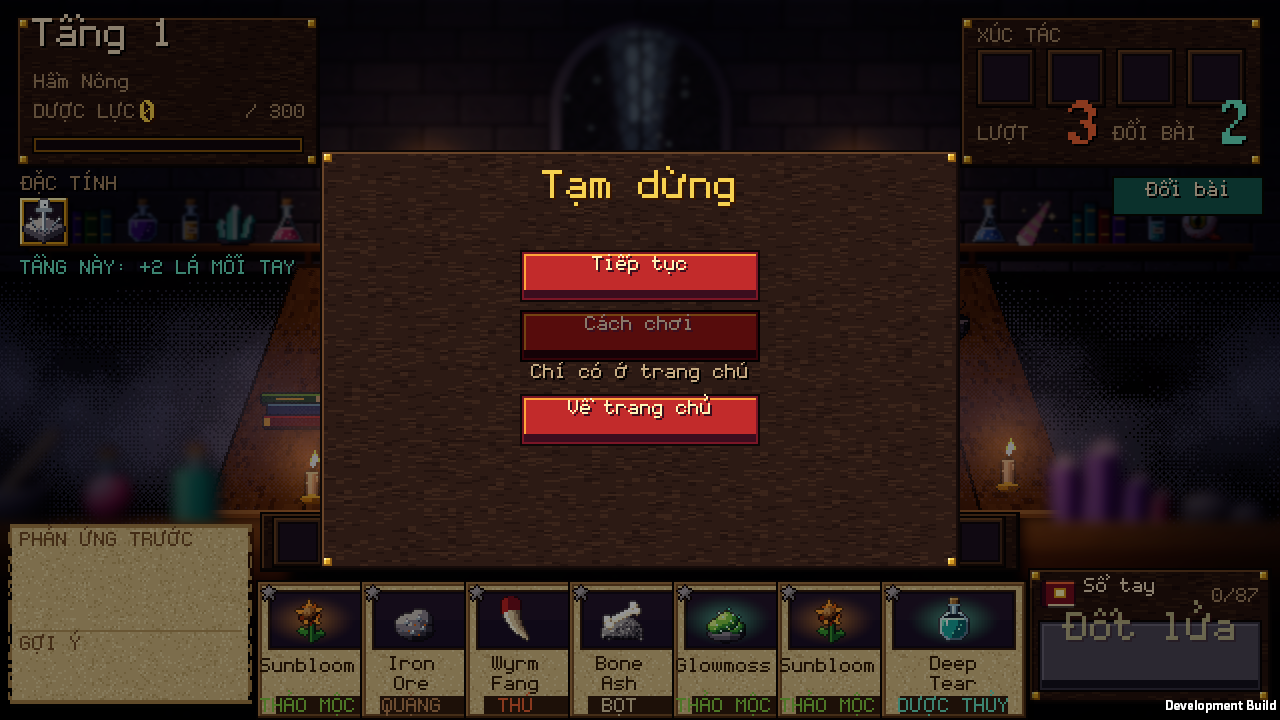 Tầng 1
Hầm Nông
DƯỢC LỰC 0 / 300
ĐẶC TÍNH
TẦNG NÀY: +2 LÁ MỖI TAY
XÚC TÁC
LƯỢT 3 ĐỔI BÀI 2
Đổi bài
Tạm dừng
Tiếp tục
Cách chơi
Chỉ có ở trang chủ
Về trang chủ
PHẢN ỨNG TRƯỚC
GỢI Ý
Sunbloom
THẢO MỘC
Iron
Ore
QUẶNG
Wyrm
Fang
THÚ
Bone
Ash
BỘT
Glowmoss
THẢO MỘC
Sunbloom
THẢO MỘC
Deep
Tear
DƯỢC THỦY
Sổ tay
0/87
Đốt lửa
Development Build